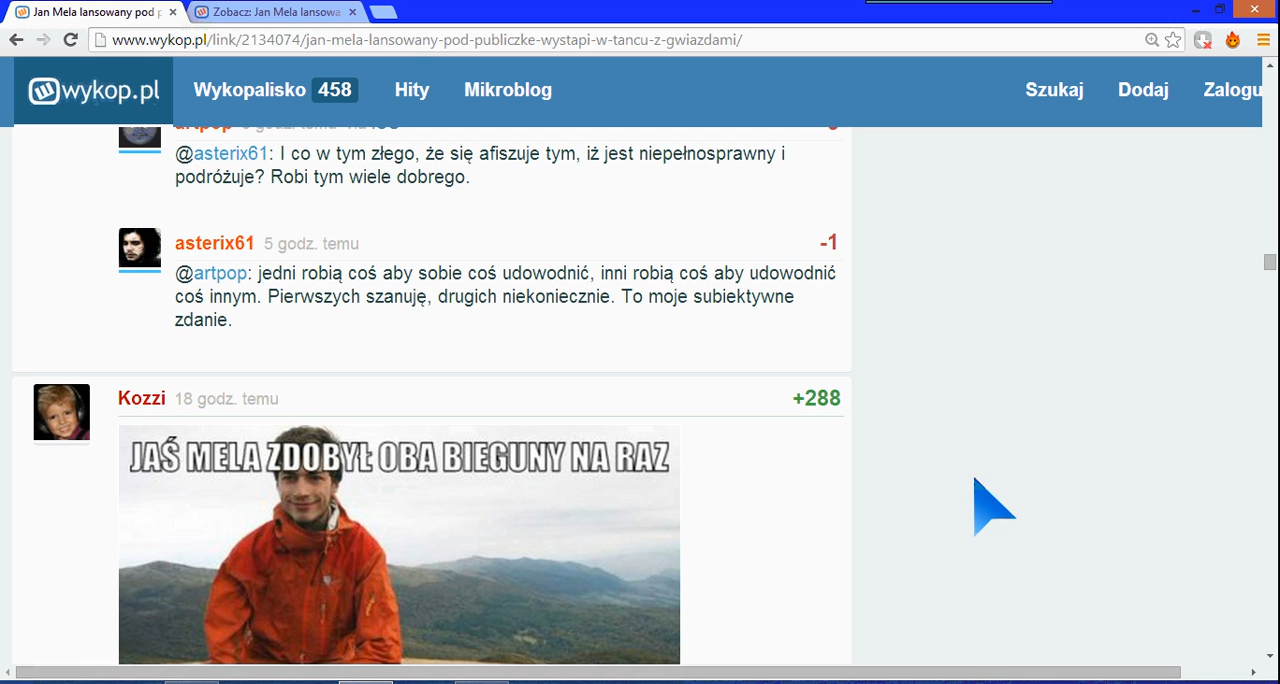 Jan Mela lansowany pod p
Zobacz: Jan Mela lansowa
www.wykop.pl/link/2134074/jan-mela-lansowany-pod-publiczke-wystapi-w-tancu-z-gwiazdami/
wykop.pl
Wykopalisko 458
Hity
Mikroblog
Szukaj
Dodaj
Zalogu
artpop
@asterix61: I co w tym złego, że się afiszuje tym, iż jest niepełnosprawny i
podróżuje? Robi tym wiele dobrego.
asterix61 5 godz. temu -1
@artpop: jedni robią coś aby sobie coś udowodnić, inni robią coś aby udowodnić
coś innym. Pierwszych szanuję, drugich niekoniecznie. To moje subiektywne
zdanie.
Kozzi 18 godz. temu +288
JAŚ MELA ZDOBYŁ OBA BIEGUNY NA RAZ